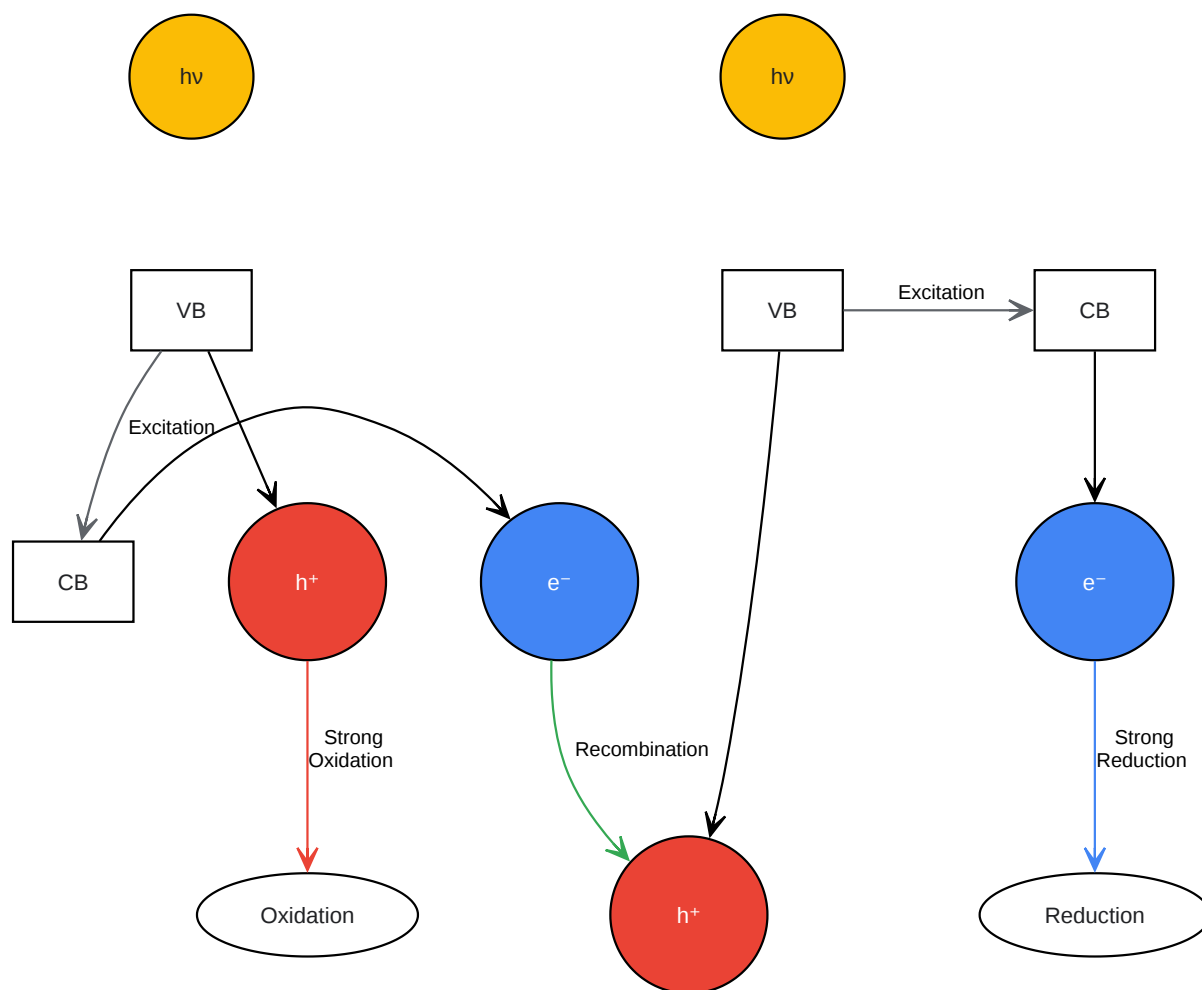 hν
hν
VB
VB
Excitation
CB
Excitation
CB
h⁺
e⁻
e⁻
Strong
Oxidation
Recombination
Strong
Reduction
Oxidation
h⁺
Reduction